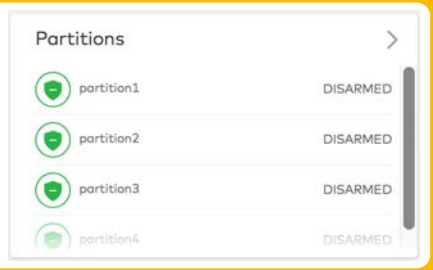 Partitions
partition1 DISARMED
partition2 DISARMED
partition3 DISARMED
partition4 DISARMED